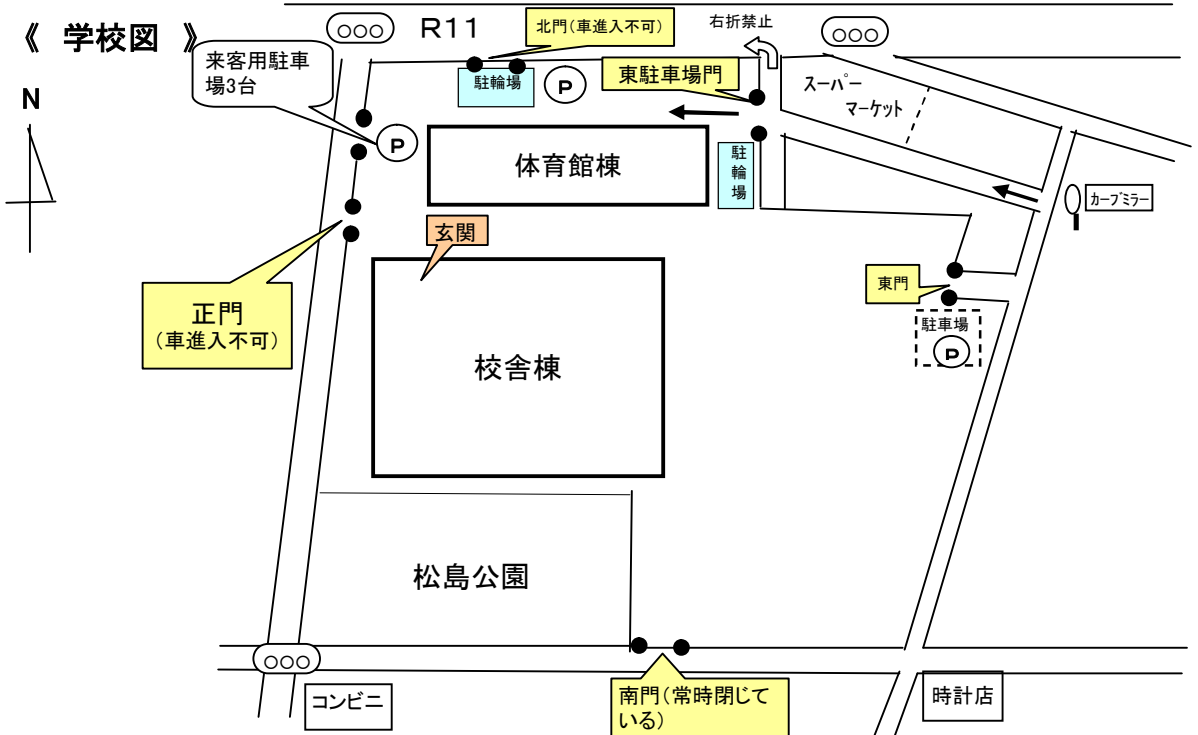 《 学校図 》
R11
北門(車進入不可)
右折禁止
来客用駐車
場3台
N
駐輪場
P
東駐車場門
スーパー
マーケット
P
体育館棟
駐
輪
場
カーブミラー
玄関
東門
正門
(車進入不可)
駐車場
P
校舎棟
松島公園
コンビニ
南門(常時閉じて
いる)
時計店